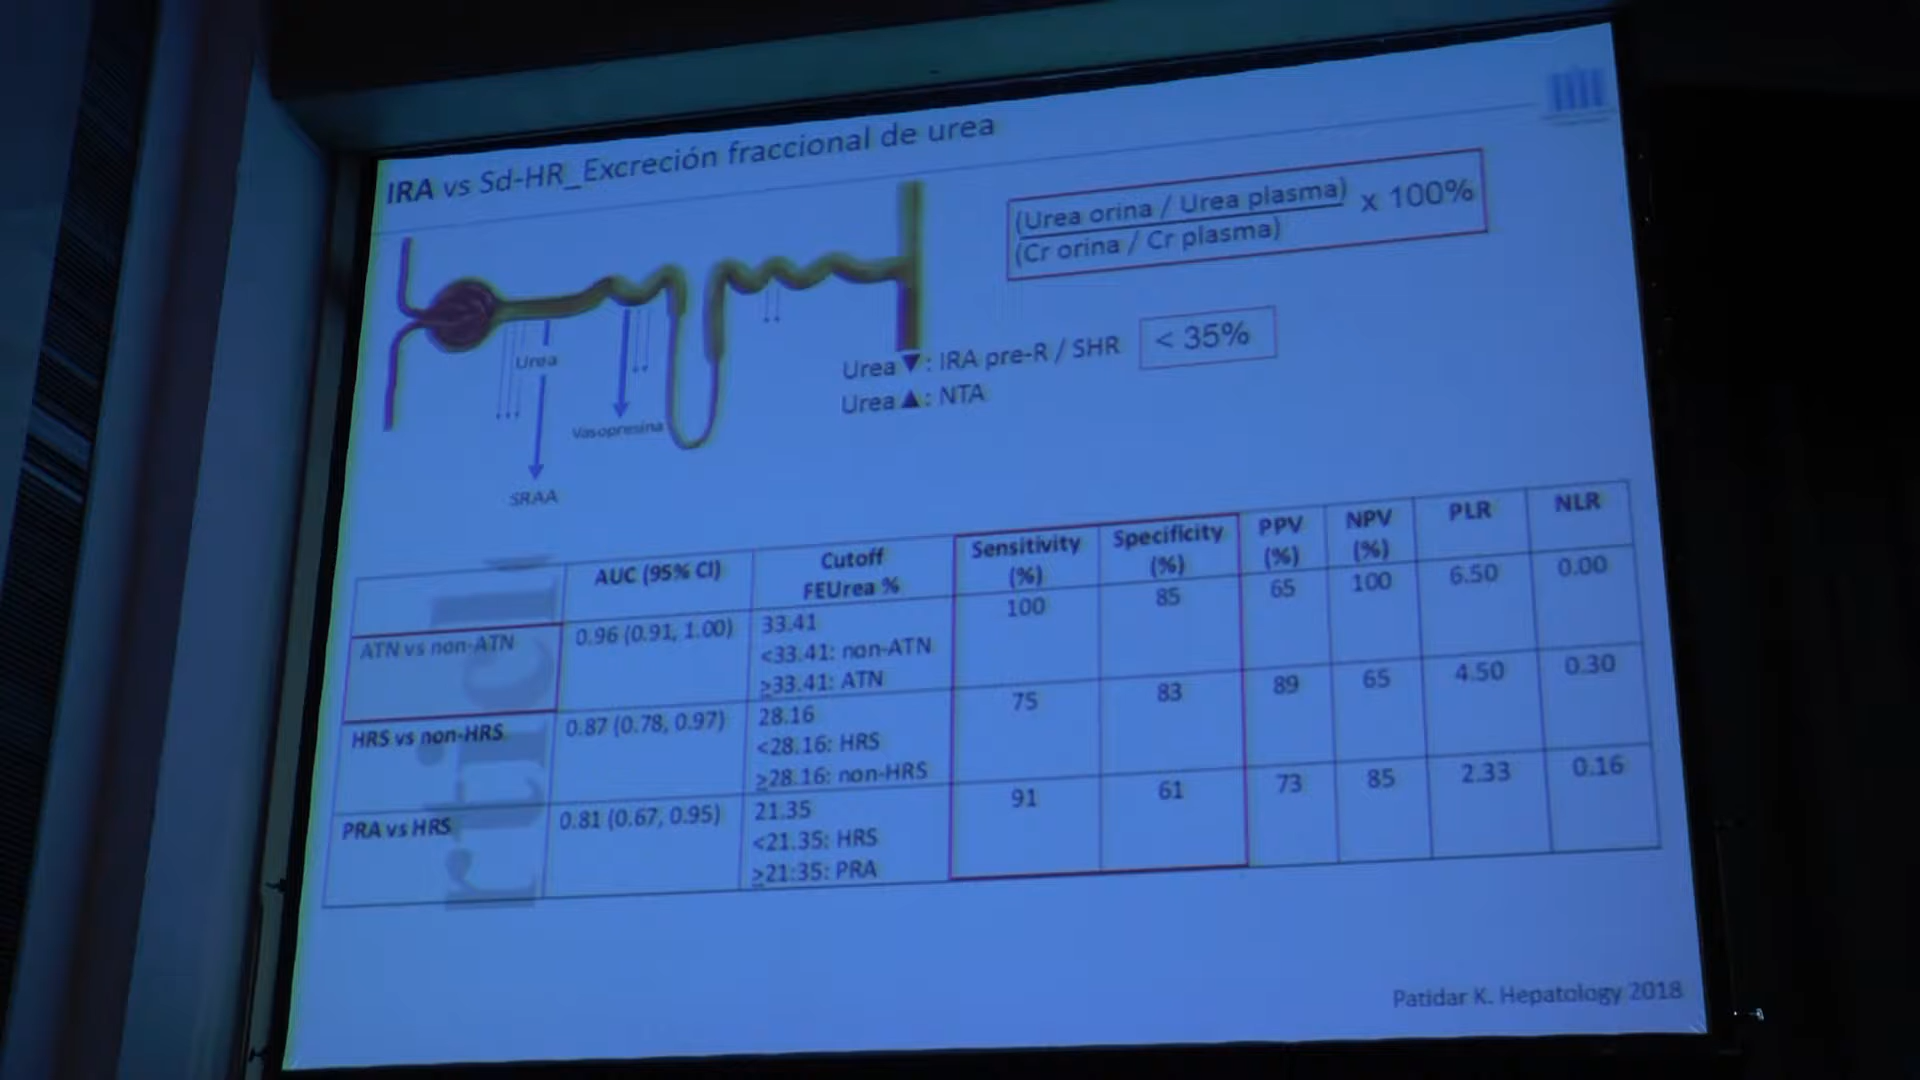 IRA vs Sd-HR_Excreción fraccional de urea
(Urea orina / Urea plasma) x 100%
(Cr orina / Cr plasma)
Urea
Vasopresina
SRAA
Urea ▼: IRA pre-R / SHR < 35%
Urea ▲: NTA
AUC (95% CI) Cutoff FEUrea % Sensitivity (%) Specificity (%) PPV (%) NPV (%) PLR NLR
ATN vs non-ATN 0.96 (0.91, 1.00) 33.41 100 85 65 100 6.50 0.00
<33.41: non-ATN
≥33.41: ATN
HRS vs non-HRS 0.87 (0.78, 0.97) 28.16 75 83 89 65 4.50 0.30
<28.16: HRS
≥28.16: non-HRS
PRA vs HRS 0.81 (0.67, 0.95) 21.35 91 61 73 85 2.33 0.16
<21.35: HRS
≥21:35: PRA
rticl
Patidar K. Hepatology 2018